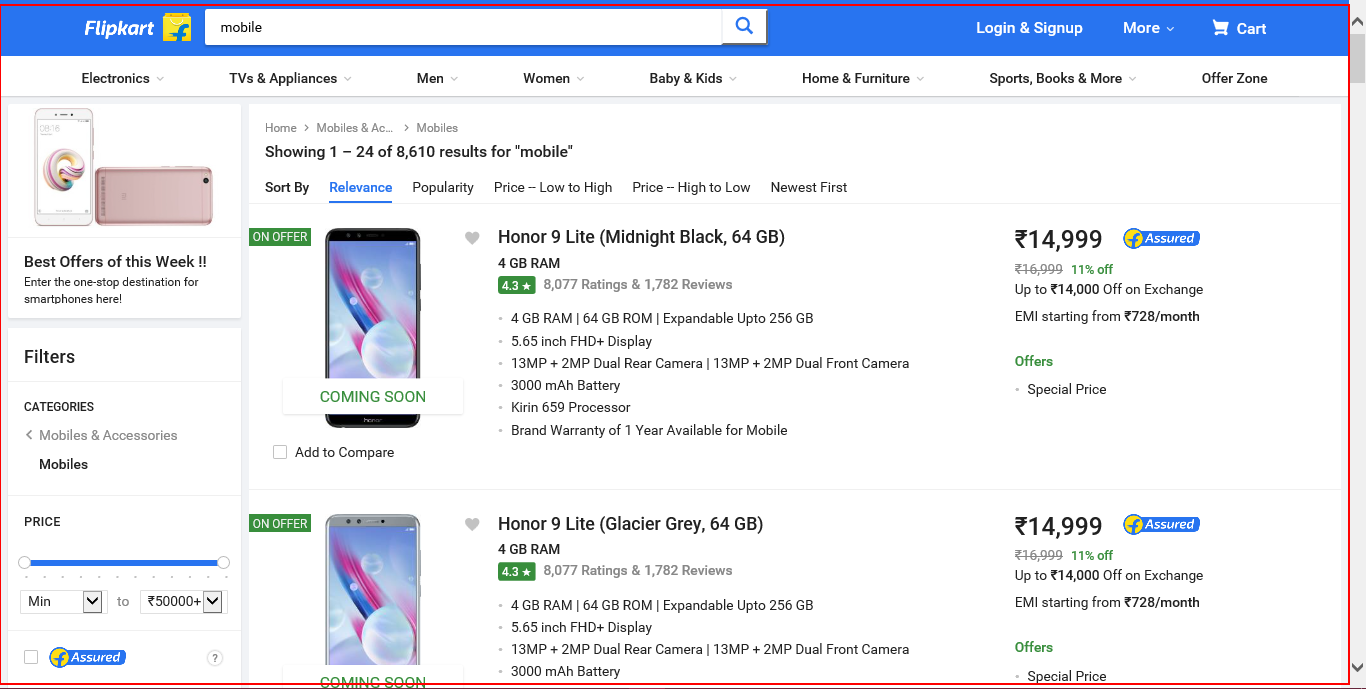 Flipkart
mobile
Login & Signup
More
Cart
Electronics
TVs & Appliances
Men
Women
Baby & Kids
Home & Furniture
Sports, Books & More
Offer Zone
Best Offers of this Week !!
Enter the one-stop destination for
smartphones here!
Filters
CATEGORIES
Mobiles & Accessories
Mobiles
PRICE
Min
to
₹50000+
Assured
?
Home > Mobiles & Ac... > Mobiles
Showing 1 – 24 of 8,610 results for "mobile"
Sort By
Relevance
Popularity
Price -- Low to High
Price -- High to Low
Newest First
ON OFFER
COMING SOON
Add to Compare
Honor 9 Lite (Midnight Black, 64 GB)
4 GB RAM
4.3 ★ 8,077 Ratings & 1,782 Reviews
4 GB RAM | 64 GB ROM | Expandable Upto 256 GB
5.65 inch FHD+ Display
13MP + 2MP Dual Rear Camera | 13MP + 2MP Dual Front Camera
3000 mAh Battery
Kirin 659 Processor
Brand Warranty of 1 Year Available for Mobile
₹14,999
Assured
₹16,999 11% off
Up to ₹14,000 Off on Exchange
EMI starting from ₹728/month
Offers
Special Price
ON OFFER
COMING SOON
Honor 9 Lite (Glacier Grey, 64 GB)
4 GB RAM
4.3 ★ 8,077 Ratings & 1,782 Reviews
4 GB RAM | 64 GB ROM | Expandable Upto 256 GB
5.65 inch FHD+ Display
13MP + 2MP Dual Rear Camera | 13MP + 2MP Dual Front Camera
3000 mAh Battery
₹14,999
Assured
₹16,999 11% off
Up to ₹14,000 Off on Exchange
EMI starting from ₹728/month
Offers
Special Price